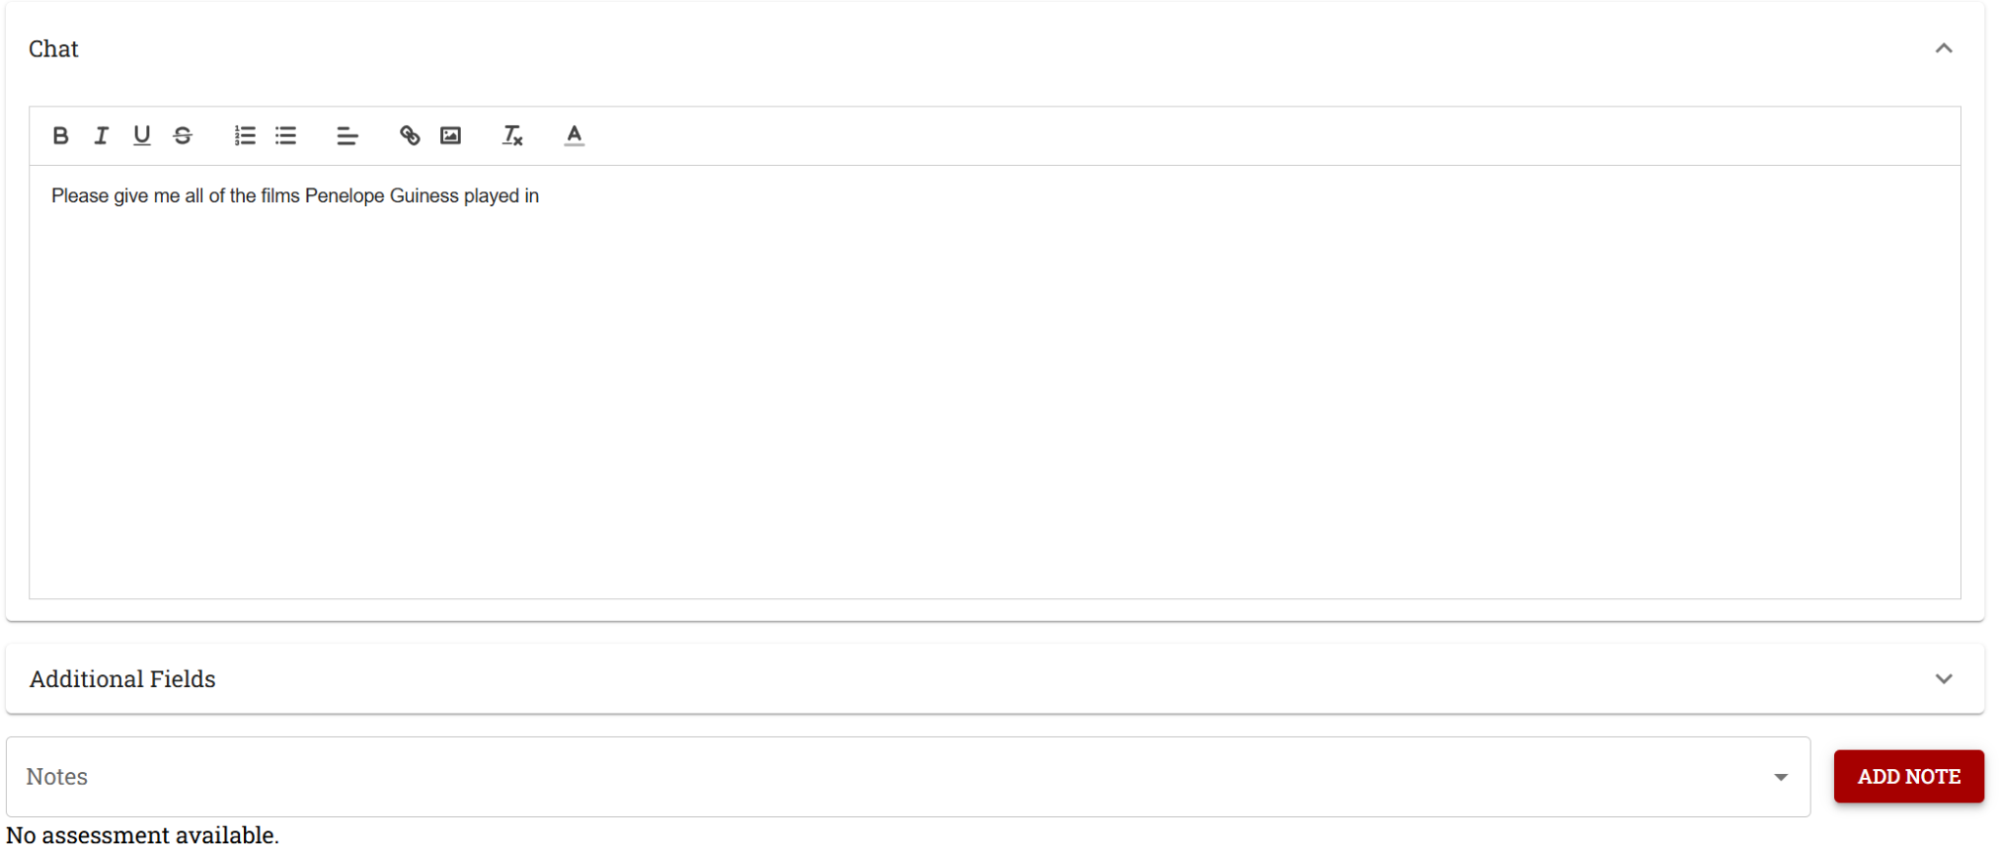 Chat
Please give me all of the films Penelope Guiness played in
Additional Fields
Notes
ADD NOTE
No assessment available.